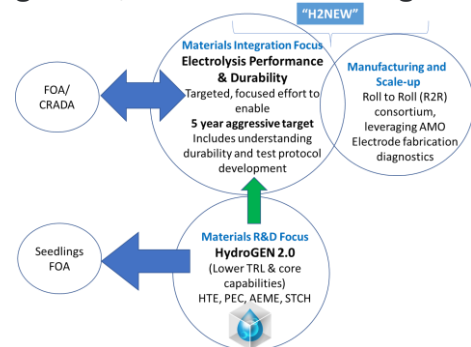 “H2NEW”
Materials Integration Focus
Electrolysis Performance
& Durability
Targeted, focused effort to
enable
5 year aggressive target
Includes understanding
durability and test protocol
development
Manufacturing and
Scale-up
Roll to Roll (R2R)
consortium,
leveraging AMO
Electrode fabrication
diagnostics
FOA/
CRADA
Materials R&D Focus
HydroGEN 2.0
(Lower TRL & core
capabilities)
HTE, PEC, AEME, STCH
Seedlings
FOA